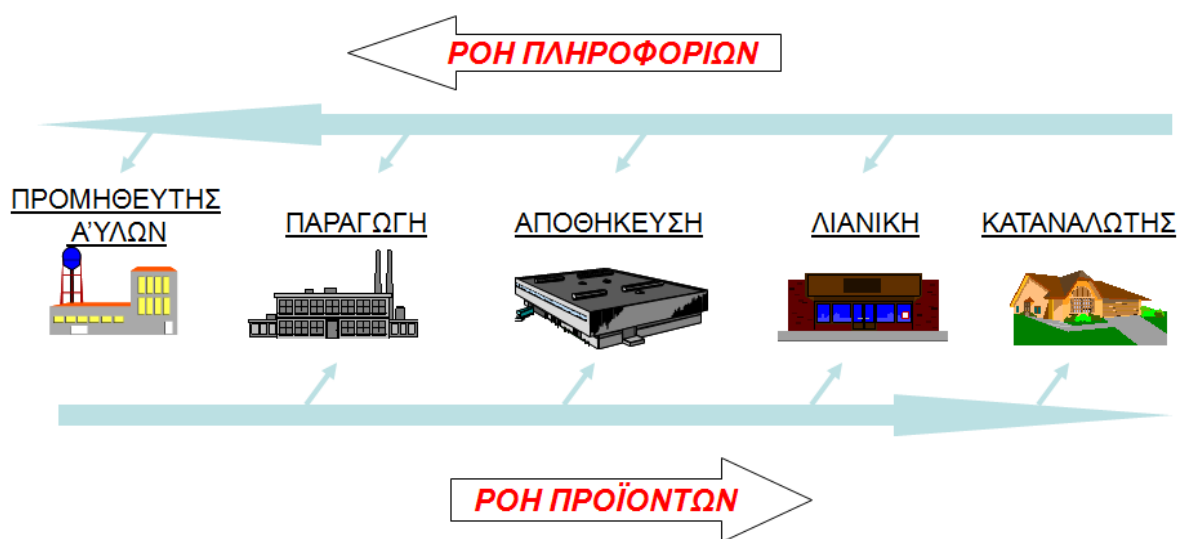 ΡΟΗ ΠΛΗΡΟΦΟΡΙΩΝ
ΠΡΟΜΗΘΕΥΤΗΣ
Α’ΥΛΩΝ
ΠΑΡΑΓΩΓΗ
ΑΠΟΘΗΚΕΥΣΗ
ΛΙΑΝΙΚΗ
ΚΑΤΑΝΑΛΩΤΗΣ
ΡΟΗ ΠΡΟΪΟΝΤΩΝ